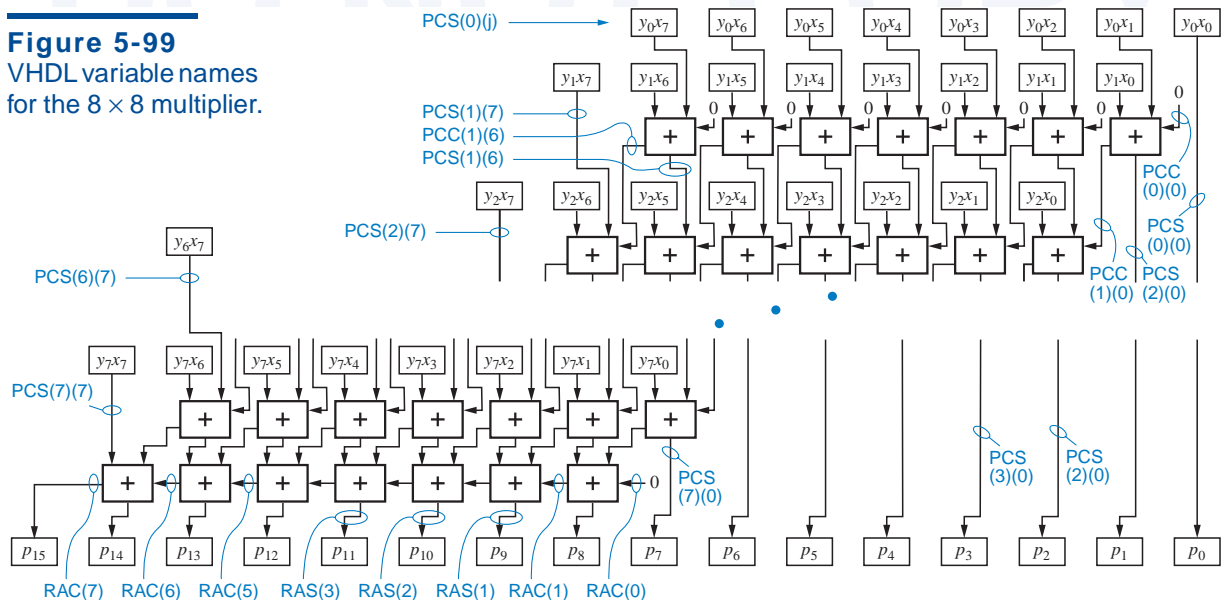 Figure 5-99
VHDL variable names
for the 8 × 8 multiplier.
PCS(0)(j)
y0x7 y0x6 y0x5 y0x4 y0x3 y0x2 y0x1 y0x0
y1x7 y1x6 y1x5 y1x4 y1x3 y1x2 y1x1 y1x0
0 0 0 0 0 0 0
PCS(1)(7)
PCC(1)(6)
PCS(1)(6)
+ + + + + + +
PCC
(0)(0)
PCS
(0)(0)
y2x7 y2x6 y2x5 y2x4 y2x3 y2x2 y2x1 y2x0
PCS(2)(7)
+ + + + + + +
PCC
(1)(0)
PCS
(2)(0)
y6x7
PCS(6)(7)
y7x7 y7x6 y7x5 y7x4 y7x3 y7x2 y7x1 y7x0
PCS(7)(7)
+ + + + + + +
+ + + + + + + 0
PCS
(7)(0)
PCS
(3)(0)
PCS
(2)(0)
p15 p14 p13 p12 p11 p10 p9 p8 p7 p6 p5 p4 p3 p2 p1 p0
RAC(7) RAC(6) RAC(5) RAS(3) RAS(2) RAS(1) RAC(1) RAC(0)